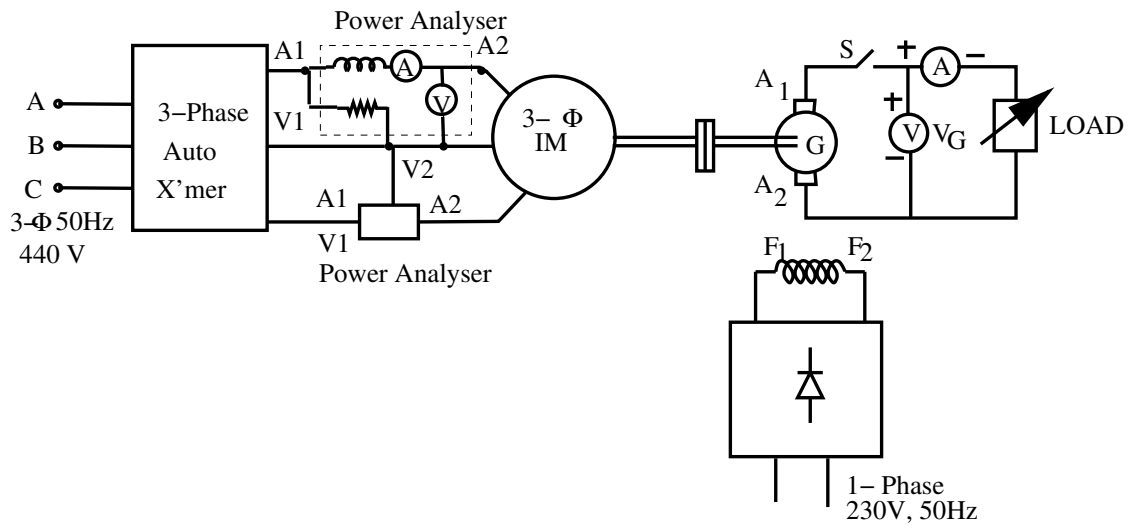 Power Analyser
A1
A2
A
V
V1
V2
A
B
C
3-Φ 50Hz
440 V
3-Phase
Auto
X'mer
3- Φ
IM
A1
V1
A2
Power Analyser
S
+
A
-
A1
G
A2
+
V
-
VG
LOAD
F1
F2
1- Phase
230V, 50Hz